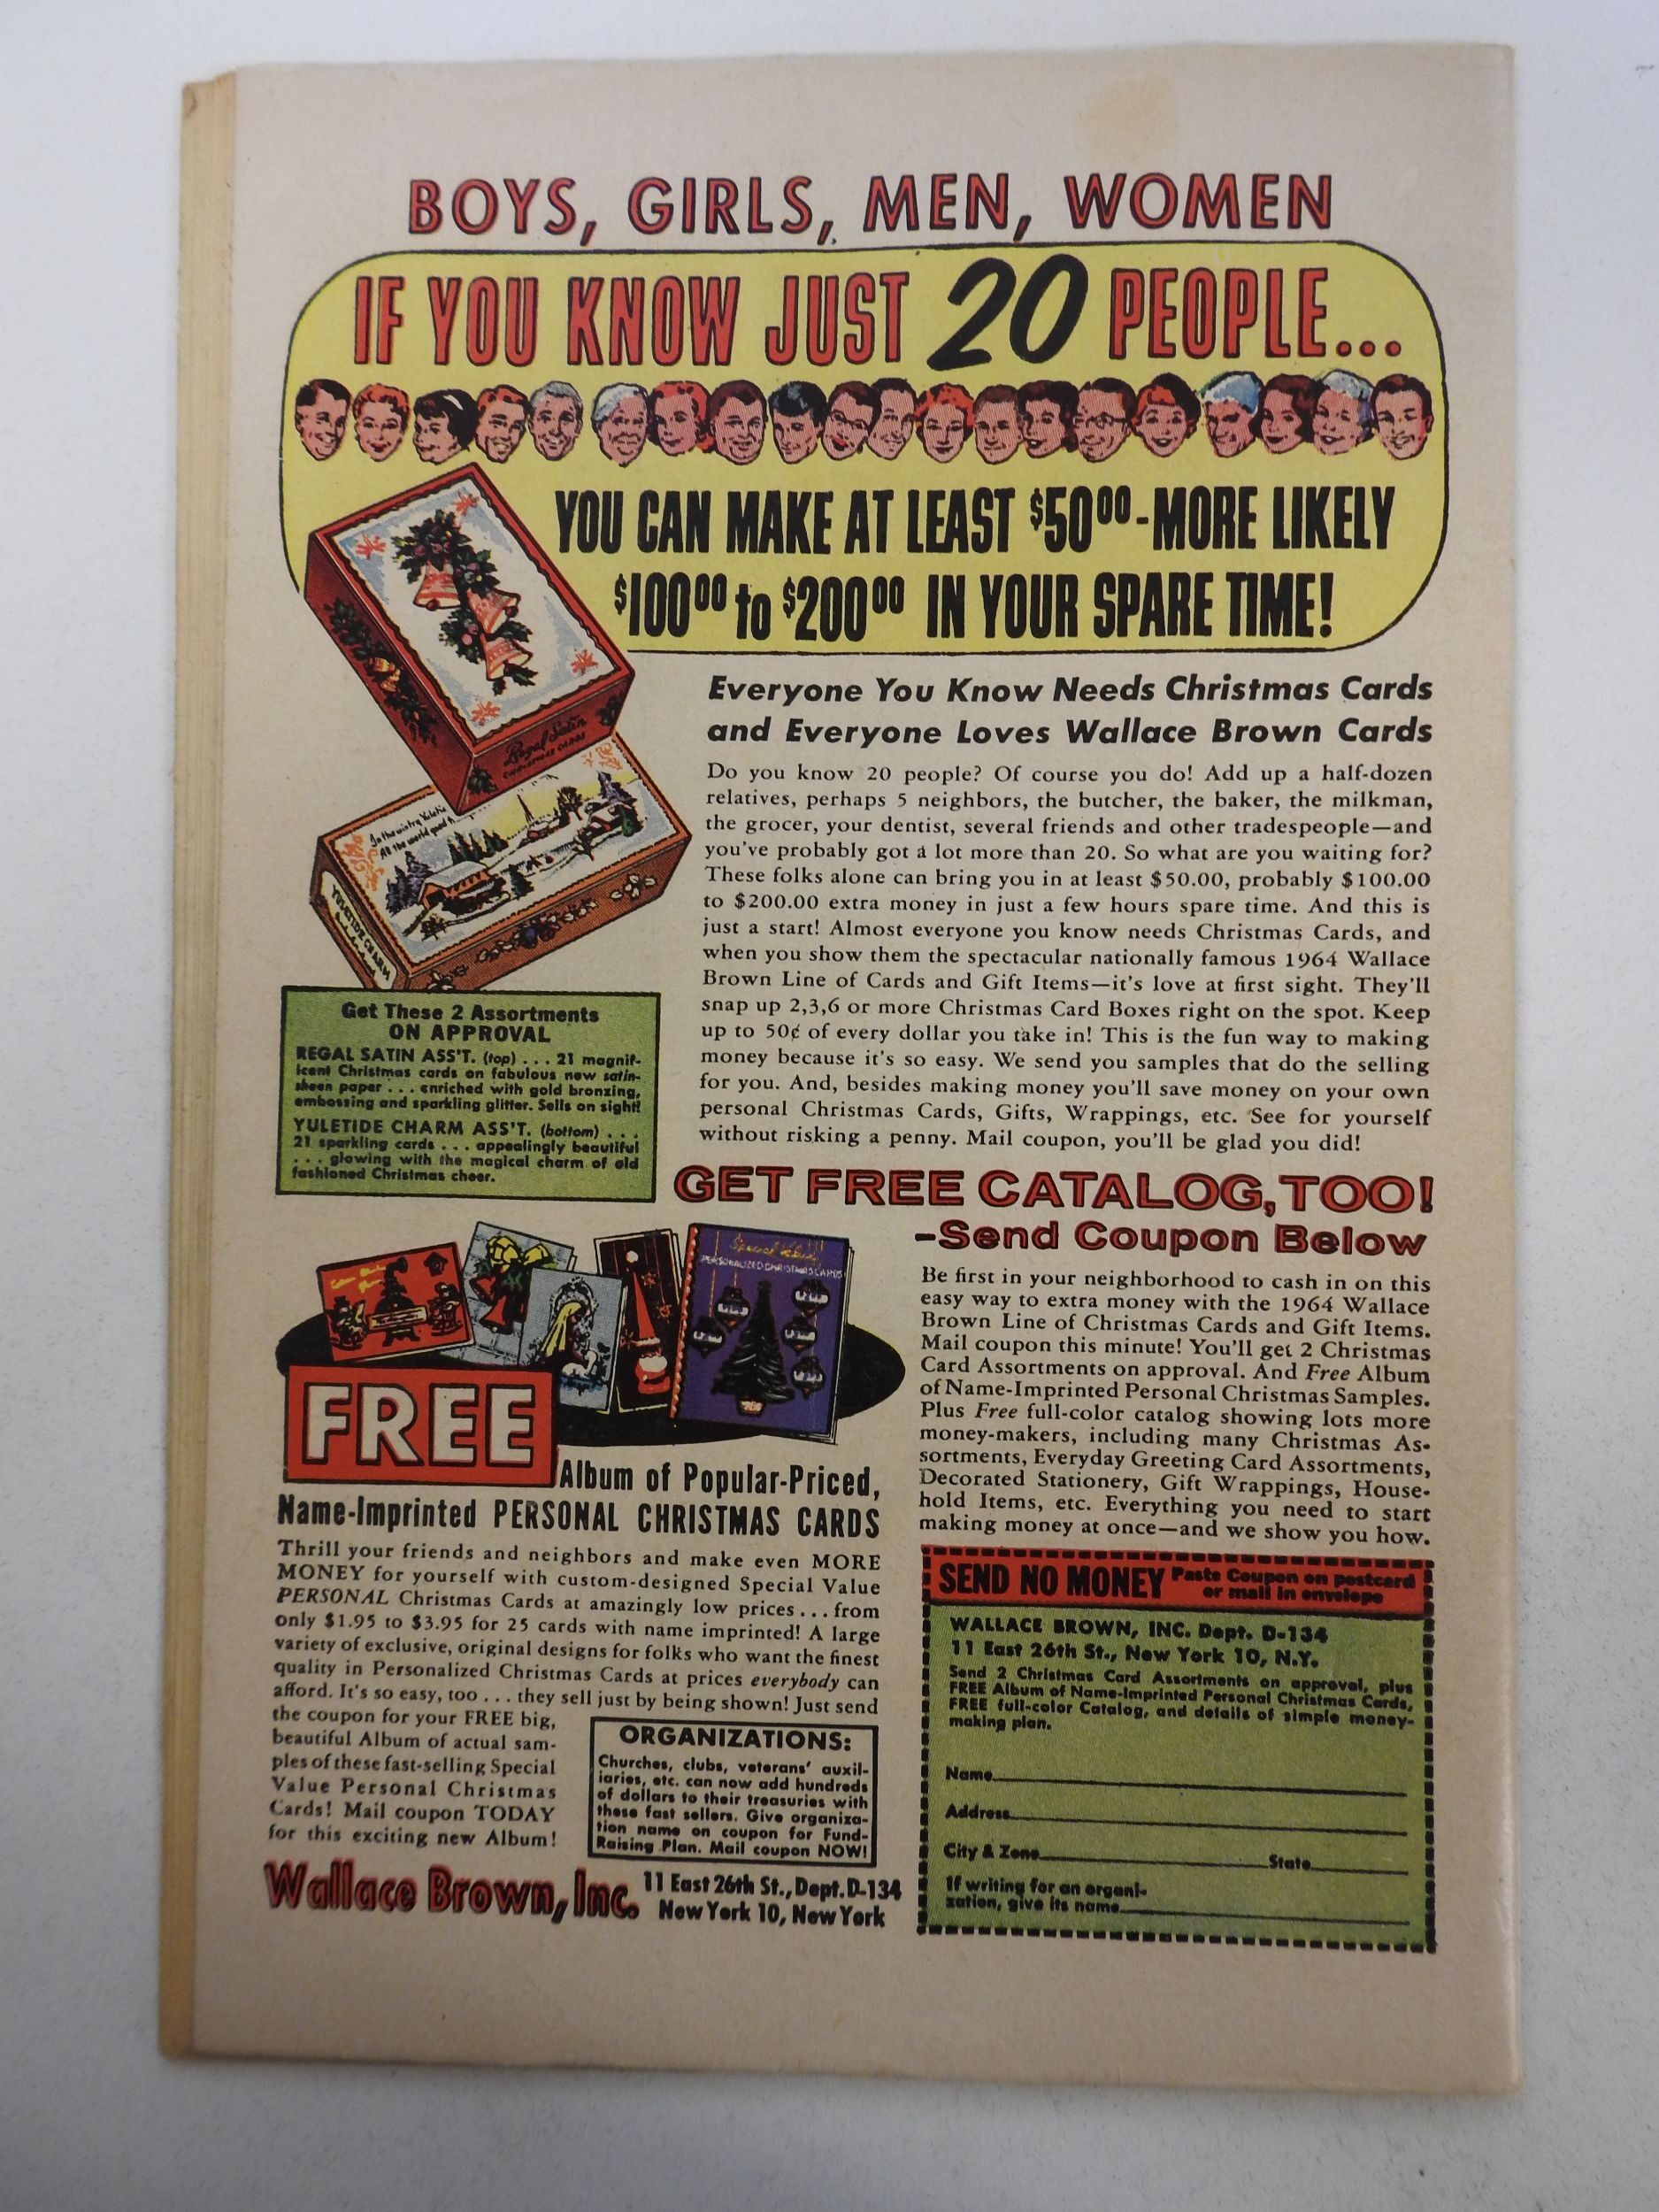 BOYS, GIRLS, MEN, WOMEN
IF YOU KNOW JUST 20 PEOPLE...
YOU CAN MAKE AT LEAST $50.00-MORE LIKELY
$100.00 to $200.00 IN YOUR SPARE TIME!
Regal Satin
CHRISTMAS CARDS
In the wintry Yuletide
All the world
YULETIDE CHARM
Everyone You Know Needs Christmas Cards
and Everyone Loves Wallace Brown Cards
Do you know 20 people? Of course you do! Add up a half-dozen
relatives, perhaps 5 neighbors, the butcher, the baker, the milkman,
the grocer, your dentist, several friends and other tradespeople—and
you've probably got a lot more than 20. So what are you waiting for?
These folks alone can bring you in at least $50.00, probably $100.00
to $200.00 extra money in just a few hours spare time. And this is
just a start! Almost everyone you know needs Christmas Cards, and
when you show them the spectacular nationally famous 1964 Wallace
Brown Line of Cards and Gift Items—it's love at first sight. They'll
snap up 2,3,6 or more Christmas Card Boxes right on the spot. Keep
up to 50¢ of every dollar you take in! This is the fun way to making
money because it's so easy. We send you samples that do the selling
for you. And, besides making money you'll save money on your own
personal Christmas Cards, Gifts, Wrappings, etc. See for yourself
without risking a penny. Mail coupon, you'll be glad you did!
Get These 2 Assortments
ON APPROVAL
REGAL SATIN ASS'T. (top) . . . 21 magnif-
icent Christmas cards on fabulous new satin-
sheen paper . . . enriched with gold bronzing,
embossing and sparkling glitter. Sells on sight!
YULETIDE CHARM ASS'T. (bottom) . . .
21 sparkling cards . . . appealingly beautiful
. . . glowing with the magical charm of old
fashioned Christmas cheer.
GET FREE CATALOG, TOO!
-Send Coupon Below
Be first in your neighborhood to cash in on this
easy way to extra money with the 1964 Wallace
Brown Line of Christmas Cards and Gift Items.
Mail coupon this minute! You'll get 2 Christmas
Card Assortments on approval. And Free Album
of Name-Imprinted Personal Christmas Samples.
Plus Free full-color catalog showing lots more
money-makers, including many Christmas As-
sortments, Everyday Greeting Card Assortments,
Decorated Stationery, Gift Wrappings, House-
hold Items, etc. Everything you need to start
making money at once—and we show you how.
Special Value!
PERSONALIZED CHRISTMAS CARDS
FREE
Album of Popular-Priced,
Name-Imprinted PERSONAL CHRISTMAS CARDS
Thrill your friends and neighbors and make even MORE
MONEY for yourself with custom-designed Special Value
PERSONAL Christmas Cards at amazingly low prices . . . from
only $1.95 to $3.95 for 25 cards with name imprinted! A large
variety of exclusive, original designs for folks who want the finest
quality in Personalized Christmas Cards at prices everybody can
afford. It's so easy, too . . . they sell just by being shown! Just send
the coupon for your FREE big,
beautiful Album of actual sam-
ples of these fast-selling Special
Value Personal Christmas
Cards! Mail coupon TODAY
for this exciting new Album!
ORGANIZATIONS:
Churches, clubs, veterans' auxil-
iaries, etc. can now add hundreds
of dollars to their treasuries with
these fast sellers. Give organiza-
tion name on coupon for Fund-
Raising Plan. Mail coupon NOW!
Wallace Brown, Inc. 11 East 26th St., Dept. D-134
New York 10, New York
SEND NO MONEY Paste Coupon on postcard
or mail in envelope
WALLACE BROWN, INC. Dept. D-134
11 East 26th St., New York 10, N.Y.
Send 2 Christmas Card Assortments on approval, plus
FREE Album of Name-Imprinted Personal Christmas Cards,
FREE full-color Catalog, and details of simple money-
making plan.
Name
Address
City & Zone State
If writing for an organi-
zation, give its name